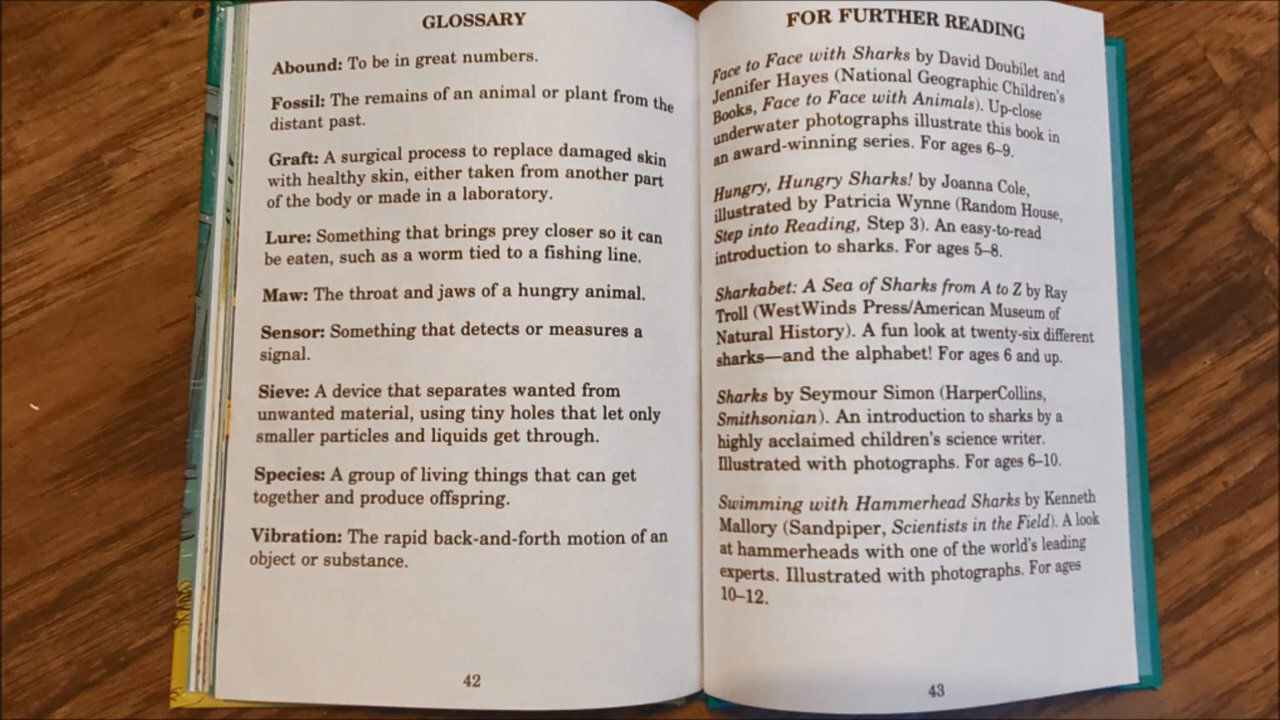 GLOSSARY
Abound: To be in great numbers.
Fossil: The remains of an animal or plant from the
distant past.
Graft: A surgical process to replace damaged skin
with healthy skin, either taken from another part
of the body or made in a laboratory.
Lure: Something that brings prey closer so it can
be eaten, such as a worm tied to a fishing line.
Maw: The throat and jaws of a hungry animal.
Sensor: Something that detects or measures a
signal.
Sieve: A device that separates wanted from
unwanted material, using tiny holes that let only
smaller particles and liquids get through.
Species: A group of living things that can get
together and produce offspring.
Vibration: The rapid back-and-forth motion of an
object or substance.
42
FOR FURTHER READING
Face to Face with Sharks by David Doubilet and
Jennifer Hayes (National Geographic Children's
Books, Face to Face with Animals). Up-close
underwater photographs illustrate this book in
an award-winning series. For ages 6–9.
Hungry, Hungry Sharks! by Joanna Cole,
illustrated by Patricia Wynne (Random House,
Step into Reading, Step 3). An easy-to-read
introduction to sharks. For ages 5–8.
Sharkabet: A Sea of Sharks from A to Z by Ray
Troll (WestWinds Press/American Museum of
Natural History). A fun look at twenty-six different
sharks—and the alphabet! For ages 6 and up.
Sharks by Seymour Simon (HarperCollins,
Smithsonian). An introduction to sharks by a
highly acclaimed children's science writer.
Illustrated with photographs. For ages 6–10.
Swimming with Hammerhead Sharks by Kenneth
Mallory (Sandpiper, Scientists in the Field). A look
at hammerheads with one of the world's leading
experts. Illustrated with photographs. For ages
10–12.
43